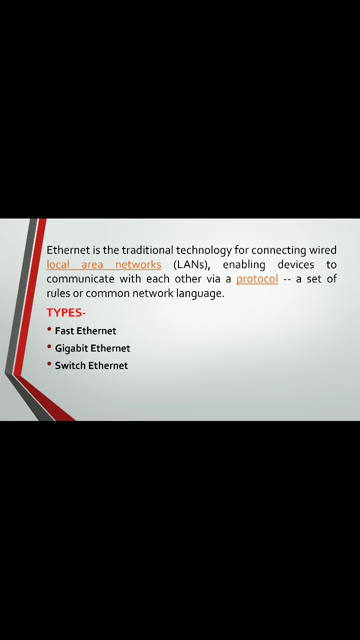 Ethernet is the traditional technology for connecting wired
local area networks (LANs), enabling devices to
communicate with each other via a protocol -- a set of
rules or common network language.
TYPES-
• Fast Ethernet
• Gigabit Ethernet
• Switch Ethernet